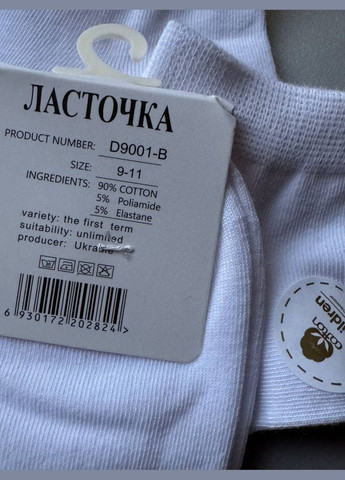 ЛАСТОЧКА
PRODUCT NUMBER: D9001-B
SIZE: 9-11
INGREDIENTS: 90% COTTON
5% Poliamide
5% Elastane
variety: the first term
suitability: unlimited
producer: Ukraine
6 930172 202824 >
cotton
children